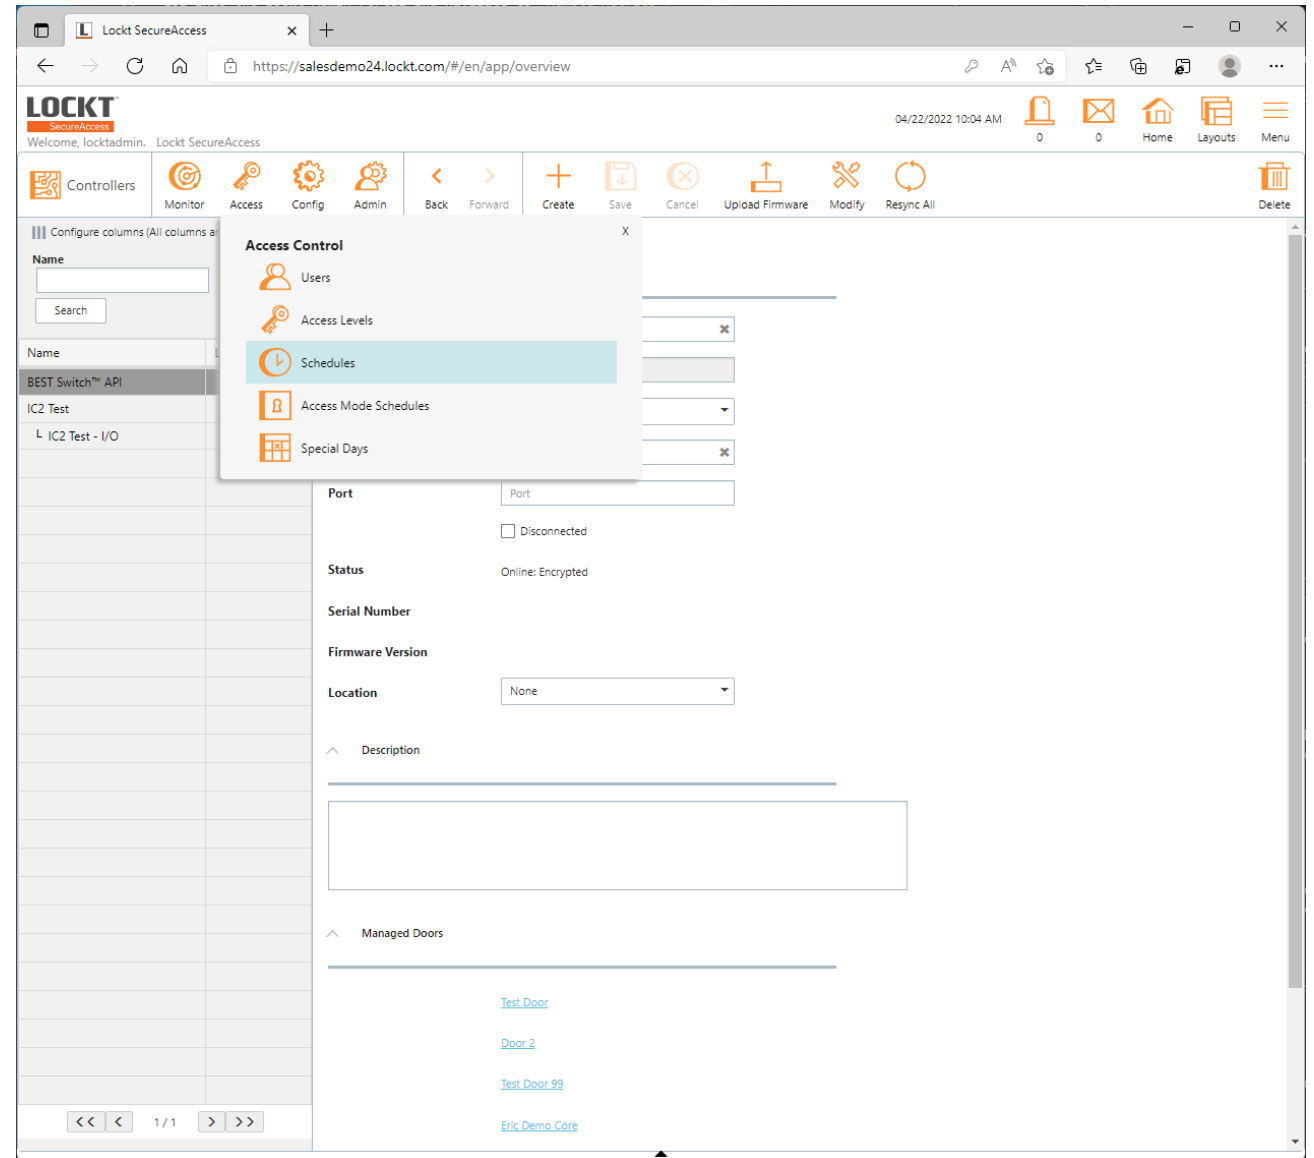 Lockt SecureAccess
https://salesdemo24.lockt.com/#/en/app/overview
LOCKT
SecureAccess
Welcome, locktadmin. Lockt SecureAccess
04/22/2022 10:04 AM
0
0
Home
Layouts
Menu
Controllers
Monitor
Access
Config
Admin
Back
Forward
Create
Save
Cancel
Upload Firmware
Modify
Resync All
Delete
Configure columns (All columns
Name
Search
Name
BEST Switch™ API
IC2 Test
IC2 Test - I/O
<< < 1 / 1 > >>
X
Access Control
Users
Access Levels
Schedules
Access Mode Schedules
Special Days
Port
Port
Disconnected
Status
Online: Encrypted
Serial Number
Firmware Version
Location
None
Description
Managed Doors
Test Door
Door 2
Test Door 99
Eric Demo Core